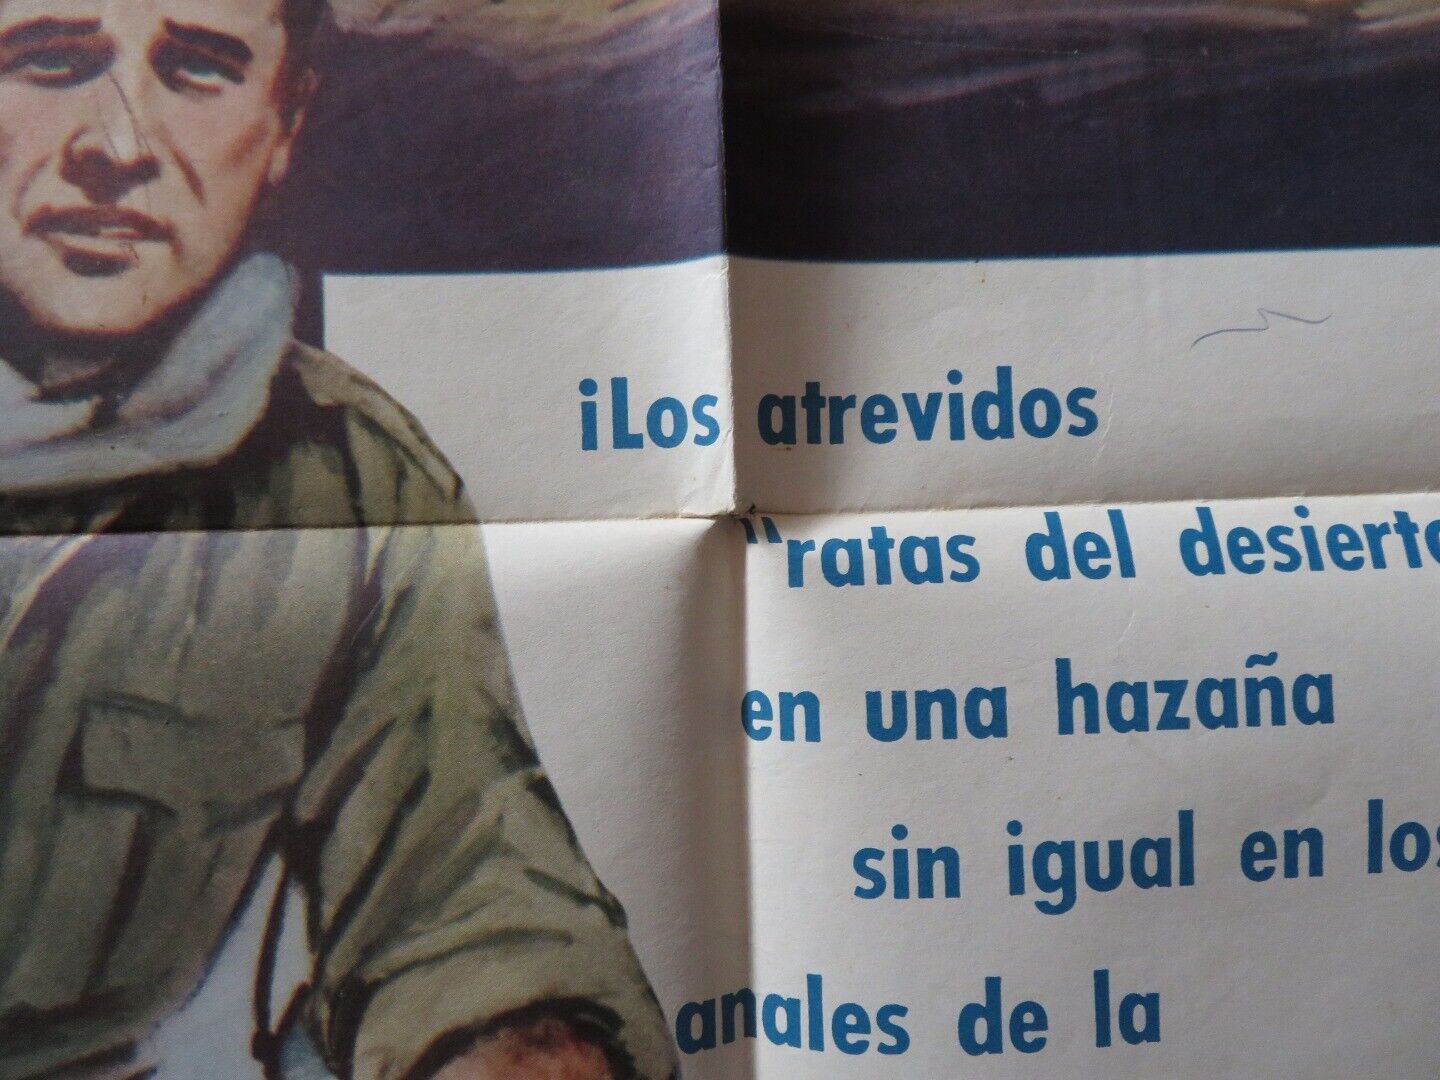 ¡Los atrevidos
"ratas del desierto
en una hazaña
sin igual en los
anales de la